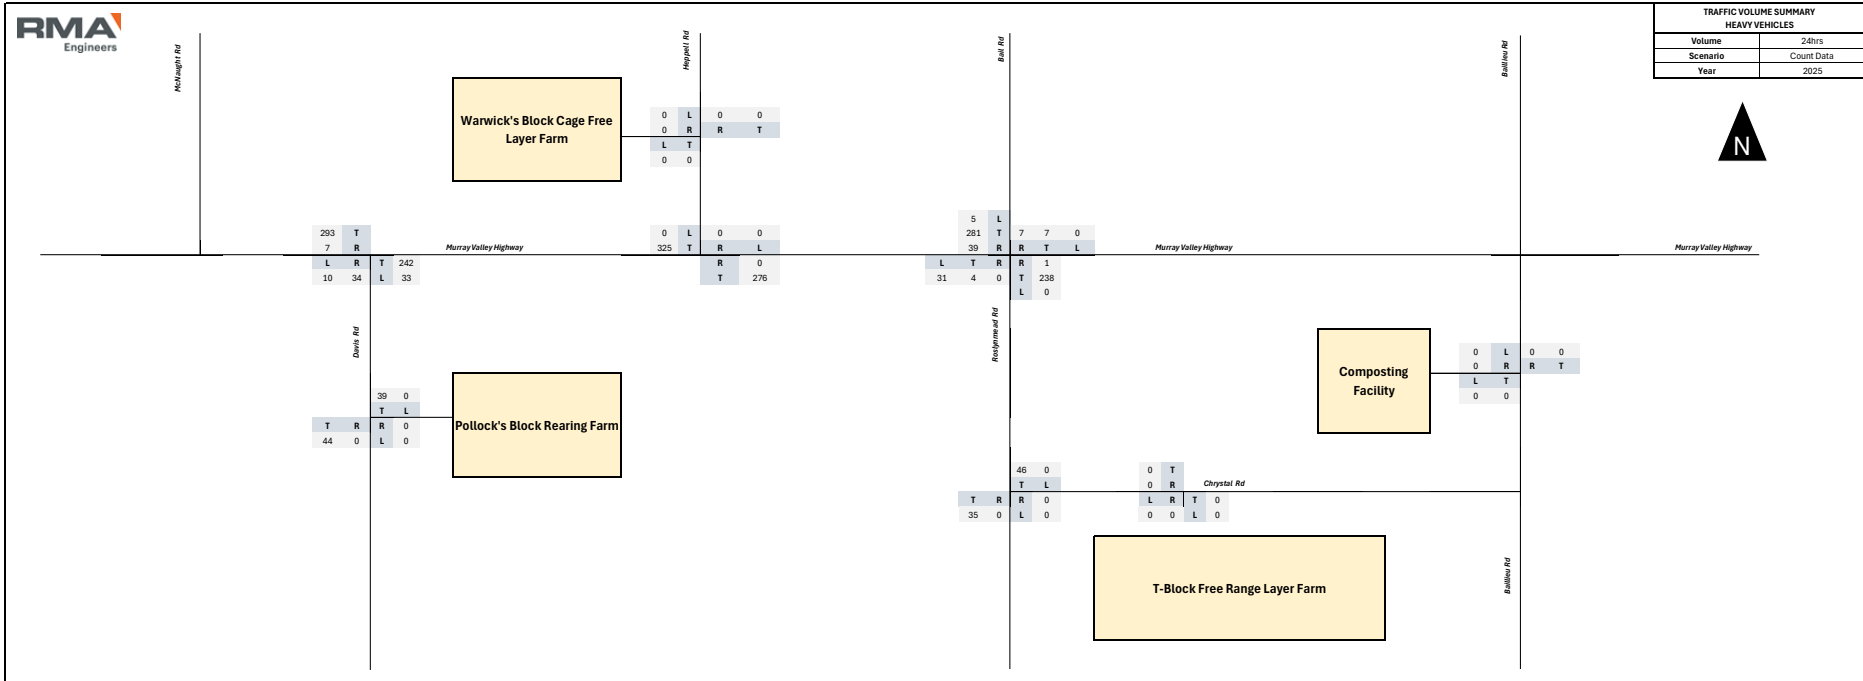 RMA
Engineers
TRAFFIC VOLUME SUMMARY
HEAVY VEHICLES
Volume 24hrs
Scenario Count Data
Year 2025
N
McNaught Rd
Heppell Rd
Bail Rd
Baillieu Rd
Warwick's Block Cage Free
Layer Farm
0 L 0 0
0 R R T
L T
0 0
293 T
7 R
L R T 242
10 34 L 33
Murray Valley Highway
0 L 0 0
325 T R L
R 0
T 276
5 L
281 T 7 7 0
39 R R T L
L T R R 1
31 4 0 T 238
L 0
Murray Valley Highway
Murray Valley Highway
Davis Rd
Roslynmead Rd
39 0
T L
T R R 0
44 0 L 0
Pollock's Block Rearing Farm
Composting
Facility
0 L 0 0
0 R R T
L T
0 0
46 0
T L
T R R 0
35 0 L 0
0 T
0 R
L R T 0
0 0 L 0
Chrystal Rd
T-Block Free Range Layer Farm
Baillieu Rd